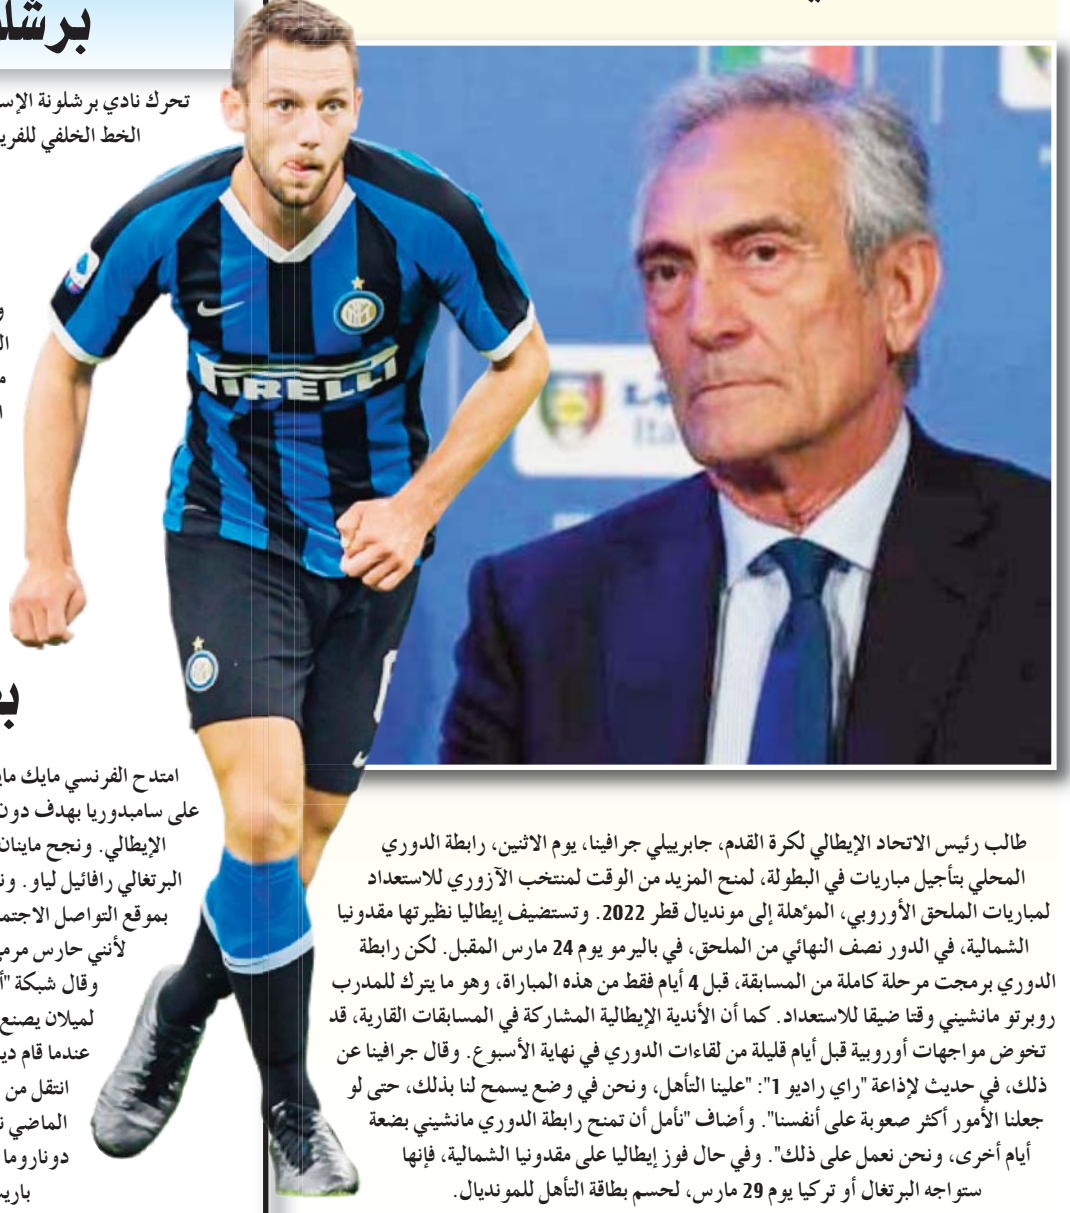 طالب رئيس الاتحاد الإيطالي لكرة القدم، جابرييلي جرافينا، يوم الاثنين، رابطة الدوري
المحلي بتأجيل مباريات في البطولة، لمنح المزيد من الوقت لمنتخب الآزوري للاستعداد
لمباريات الملحق الأوروبي، المؤهلة إلى مونديال قطر 2022. وتستضيف إيطاليا نظيرتها مقدونيا
الشمالية، في الدور نصف النهائي من الملحق، في باليرمو يوم 24 مارس المقبل. لكن رابطة
الدوري برمجت مرحلة كاملة من المسابقة، قبل 4 أيام فقط من هذه المباراة، وهو ما يترك للمدرب
روبرتو مانشيني وقتا ضيقا للاستعداد. كما أن الأندية الإيطالية المشاركة في المسابقات القارية، قد
تخوض مواجهات أوروبية قبل أيام قليلة من لقاءات الدوري في نهاية الأسبوع. وقال جرافينا عن
ذلك، في حديث لإذاعة "راي راديو 1": "علينا التأهل، ونحن في وضع يسمح لنا بذلك، حتى لو
جعلنا الأمور أكثر صعوبة على أنفسنا". وأضاف "نأمل أن تمنح رابطة الدوري مانشيني بضعة
أيام أخرى، ونحن نعمل على ذلك". وفي حال فوز إيطاليا على مقدونيا الشمالية، فإنها
ستواجه البرتغال أو تركيا يوم 29 مارس، لحسم بطاقة التأهل للمونديال.
PIRELLI
تحرك نادي برشلونة
الخط الخلفي
امتدح الفرنسي مايك
على سامبدوريا بهدف دون
الإيطالي. ونجح ماينان
البرتغالي رافائيل لياو.
بموقع التواصل
لأنني حارس
وقال شبكة
لميلان يصنع
عندما قام
انتقل من
الماضي
دوناروما